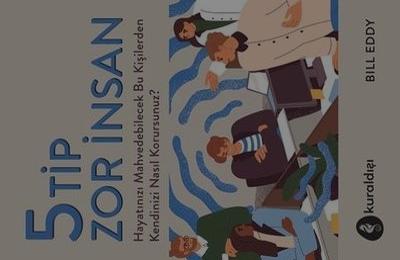 5 TİP
ZOR İNSAN
Hayatınızı Mahvedebilecek Bu Kişilerden
Kendinizi Nasıl Korursunuz?
kuraldışı
BILL EDDY